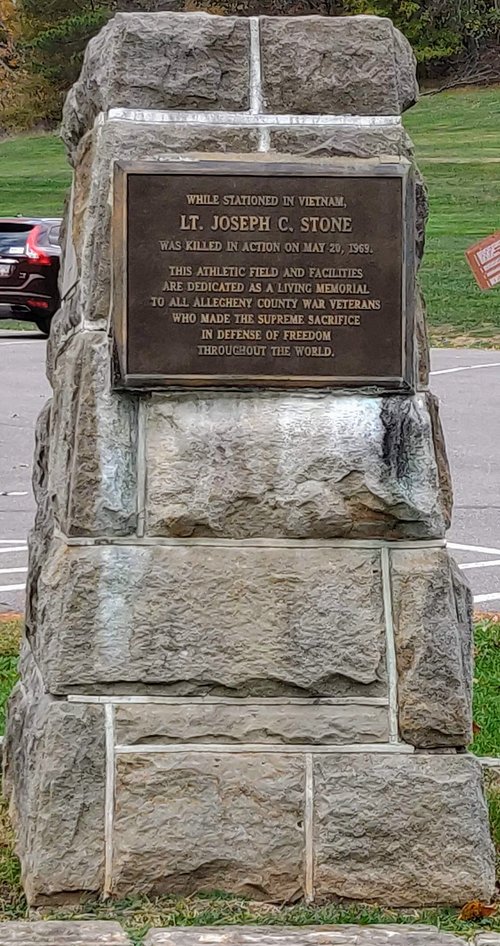 WHILE STATIONED IN VIETNAM,
LT. JOSEPH C. STONE
WAS KILLED IN ACTION ON MAY 20, 1969.
THIS ATHLETIC FIELD AND FACILITIES
ARE DEDICATED AS A LIVING MEMORIAL
TO ALL ALLEGHENY COUNTY WAR VETERANS
WHO MADE THE SUPREME SACRIFICE
IN DEFENSE OF FREEDOM
THROUGHOUT THE WORLD.